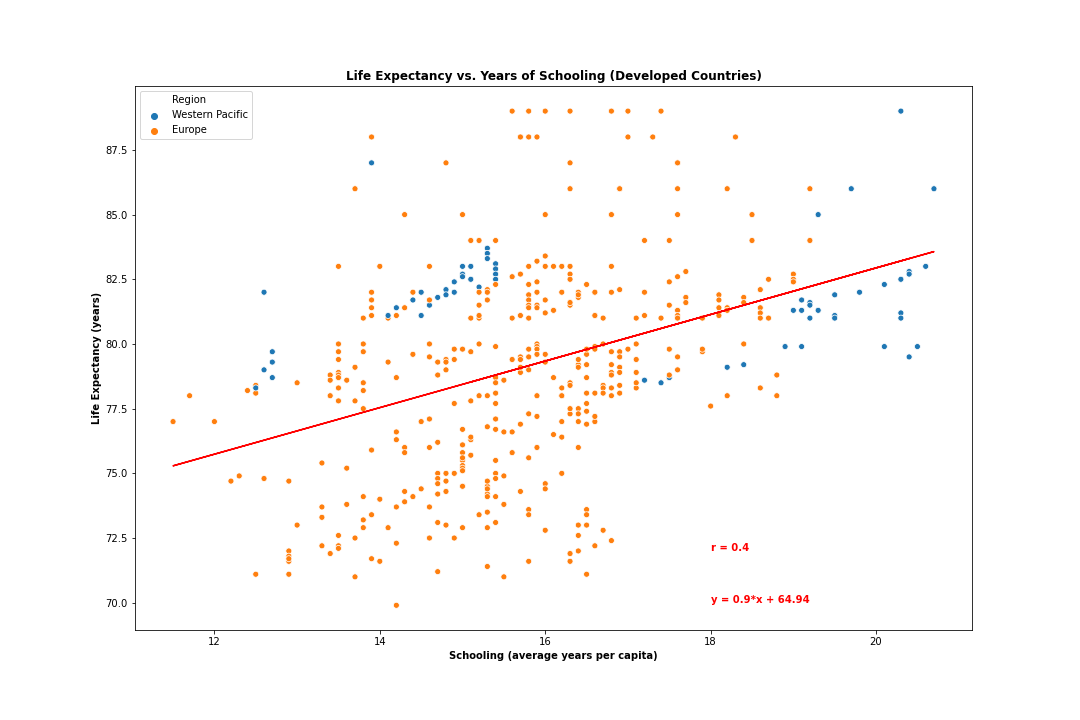 Life Expectancy vs. Years of Schooling (Developed Countries)
Region
Western Pacific
Europe
87.5
85.0
82.5
80.0
77.5
75.0
72.5
70.0
Life Expectancy (years)
r = 0.4
y = 0.9*x + 64.94
12 14 16 18 20
Schooling (average years per capita)